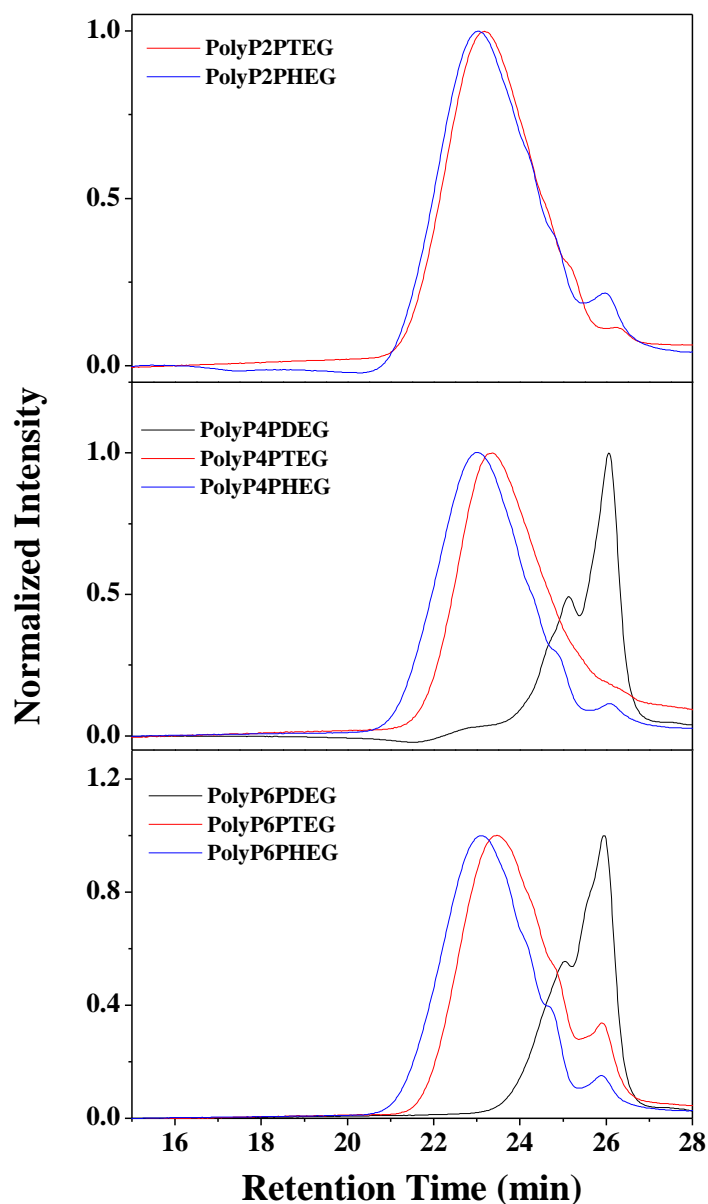 1.0
PolyP2PTEG
PolyP2PHEG
0.5
0.0
1.0
PolyP4PDEG
PolyP4PTEG
PolyP4PHEG
0.5
0.0
1.2
PolyP6PDEG
PolyP6PTEG
PolyP6PHEG
0.8
0.4
0.0
Normalized Intensity
16 18 20 22 24 26 28
Retention Time (min)